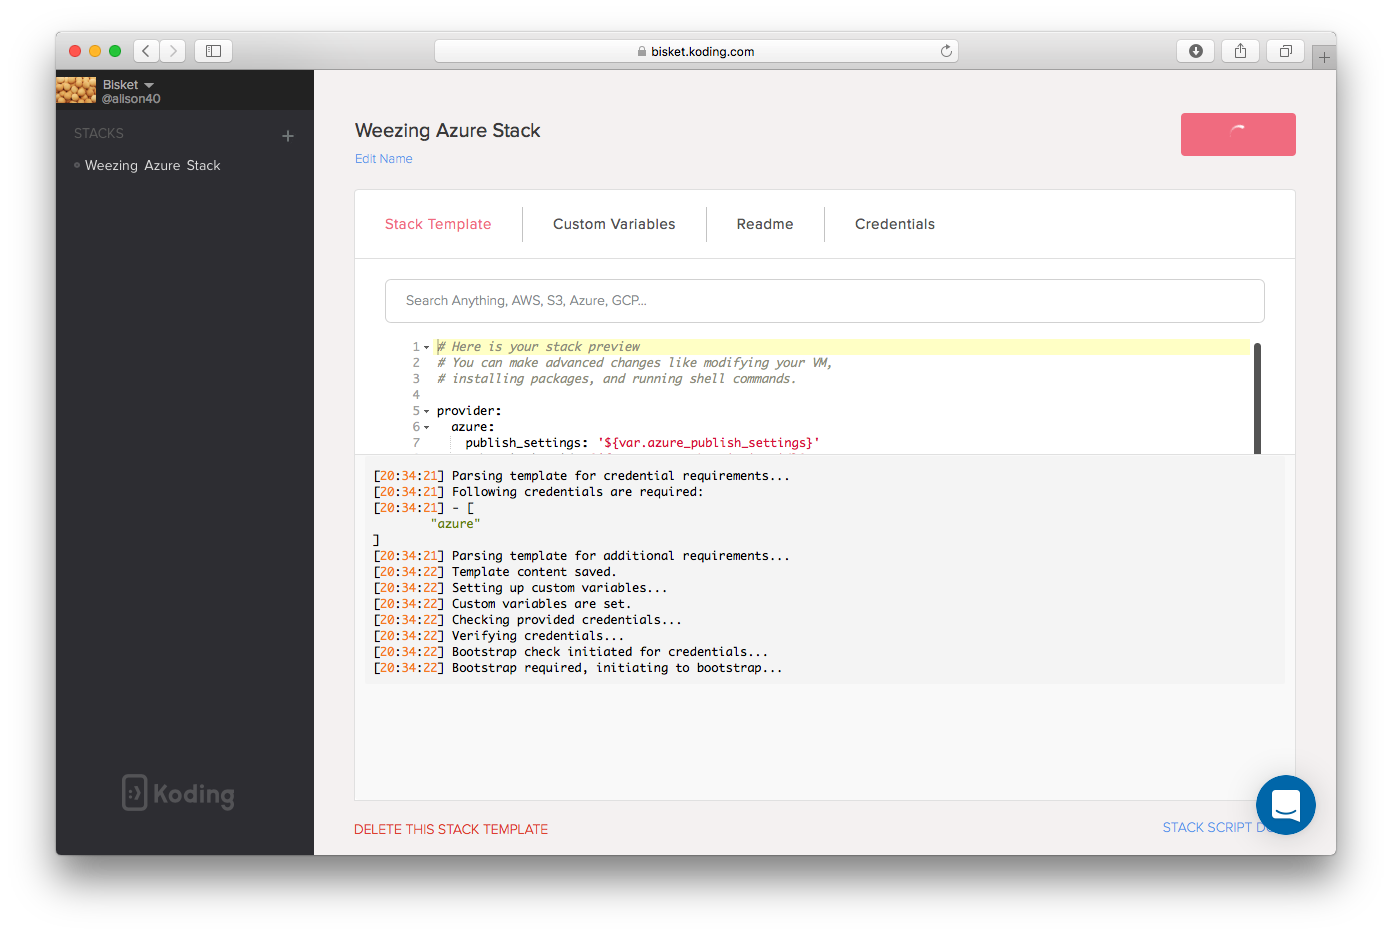 bisket.koding.com
Bisket
@alison40
STACKS
Weezing Azure Stack
Koding
Weezing Azure Stack
Edit Name
Stack Template
Custom Variables
Readme
Credentials
Search Anything, AWS, S3, Azure, GCP...
1 # Here is your stack preview
2 # You can make advanced changes like modifying your VM,
3 # installing packages, and running shell commands.
4
5 provider:
6 azure:
7 publish_settings: '${var.azure_publish_settings}'
[20:34:21] Parsing template for credential requirements...
[20:34:21] Following credentials are required:
[20:34:21] - [
"azure"
]
[20:34:21] Parsing template for additional requirements...
[20:34:22] Template content saved.
[20:34:22] Setting up custom variables...
[20:34:22] Custom variables are set.
[20:34:22] Checking provided credentials...
[20:34:22] Verifying credentials...
[20:34:22] Bootstrap check initiated for credentials...
[20:34:22] Bootstrap required, initiating to bootstrap...
DELETE THIS STACK TEMPLATE
STACK SCRIPT